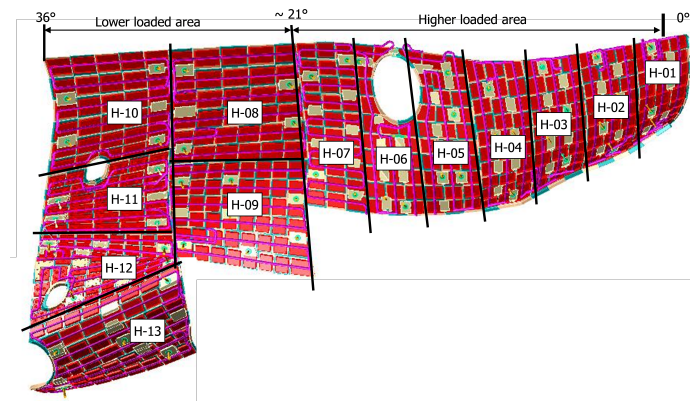 36°
Lower loaded area
~ 21°
Higher loaded area
0°
H-01
H-02
H-03
H-04
H-05
H-06
H-07
H-08
H-09
H-10
H-11
H-12
H-13